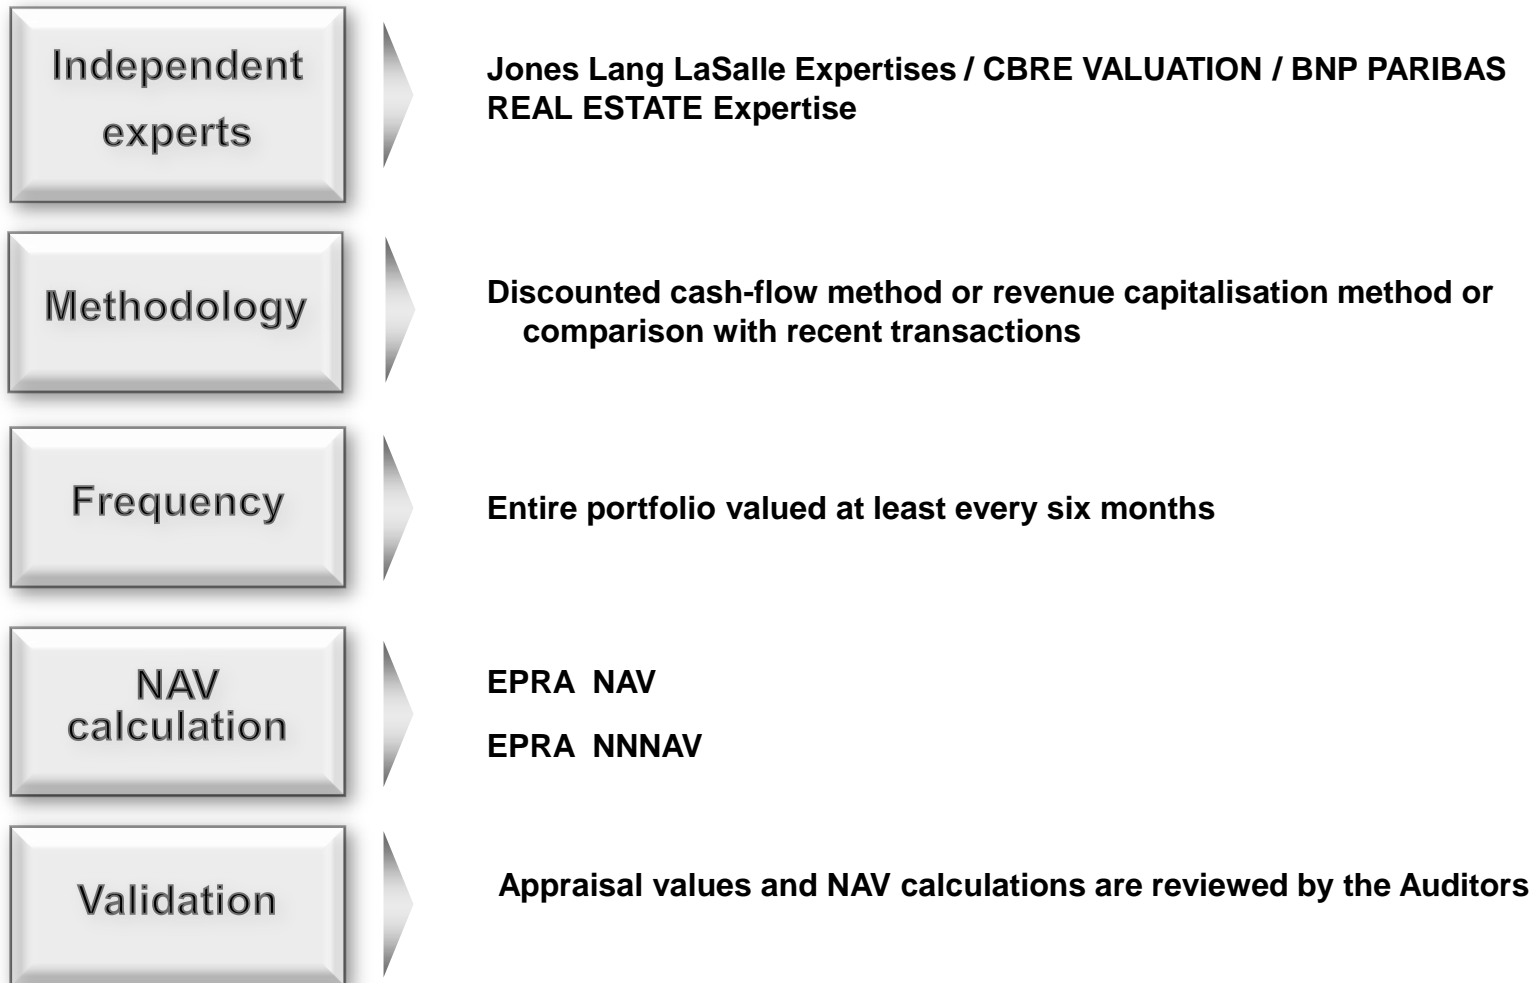 Independent
experts
Jones Lang LaSalle Expertises / CBRE VALUATION / BNP PARIBAS
REAL ESTATE Expertise
Methodology
Discounted cash-flow method or revenue capitalisation method or
comparison with recent transactions
Frequency
Entire portfolio valued at least every six months
NAV
calculation
EPRA NAV
EPRA NNNAV
Validation
Appraisal values and NAV calculations are reviewed by the Auditors